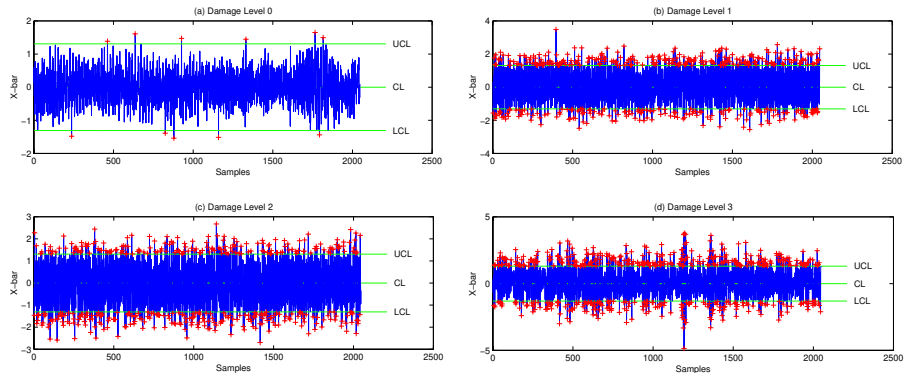 (a) Damage Level 0
2
1
0
-1
-2
X-bar
UCL
CL
LCL
0
500
1000
1500
2000
2500
Samples
(b) Damage Level 1
4
2
0
-2
-4
X-bar
UCL
CL
LCL
0
500
1000
1500
2000
2500
Samples
(c) Damage Level 2
3
2
1
0
-1
-2
-3
X-bar
UCL
CL
LCL
0
500
1000
1500
2000
2500
Samples
(d) Damage Level 3
5
0
-5
X-bar
UCL
CL
LCL
0
500
1000
1500
2000
2500
Samples